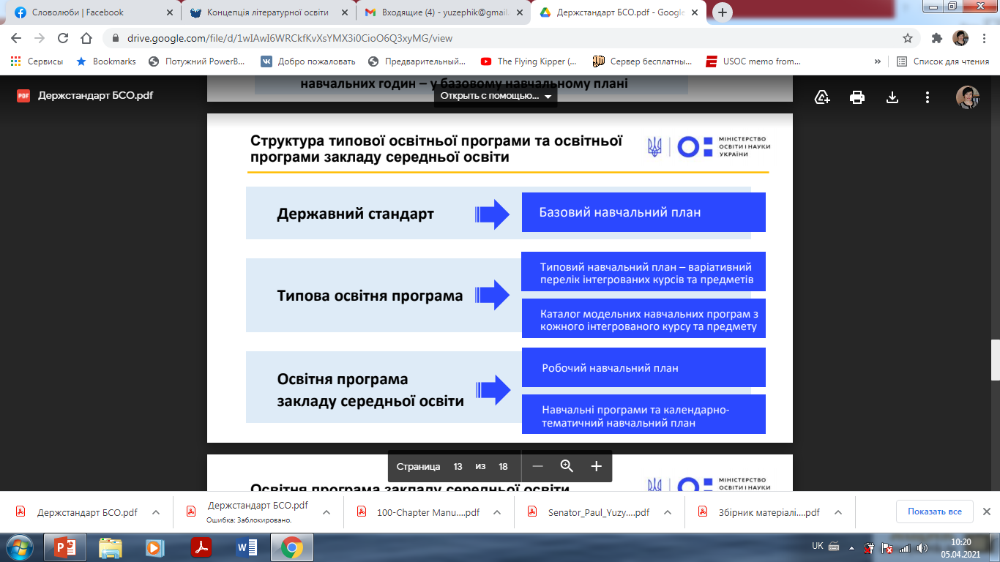 Словолюби | Facebook
Концепція літературної освіти
Входящие (4) - yuzephik@gmail.
Держстандарт БСО.pdf - Google
drive.google.com/file/d/1wIAwI6WRCkfKvXsYMX3i0CioO6Q3xyMG/view
Сервисы
Bookmarks
Потужний PowerB...
Добро пожаловать
Предварительный...
The Flying Kipper (...
Сервер бесплатны...
USOC memo from...
»
Список для чтения
навчальних годин – у базовому навчальному плані
PDF Держстандарт БСО.pdf
Открыть с помощью...
Структура типової освітньої програми та освітньої
програми закладу середньої освіти
МІНІСТЕРСТВО
ОСВІТИ І НАУКИ
УКРАЇНИ
Державний стандарт
Базовий навчальний план
Типова освітня програма
Типовий навчальний план – варіативний
перелік інтегрованих курсів та предметів
Каталог модельних навчальних програм з
кожного інтегрованого курсу та предмету
Освітня програма
закладу середньої освіти
Робочий навчальний план
Навчальні програми та календарно-
тематичний навчальний план
Страница 13 из 18
Освітня програма закладу середньої освіти
МІНІСТЕРСТВО
ОСВІТИ І НАУКИ
Держстандарт БСО.pdf
Держстандарт БСО.pdf
Ошибка: Заблокировано.
100-Chapter Manu....pdf
Senator_Paul_Yuzy....pdf
Збірник матеріалі....pdf
Показать все
UK
10:20
05.04.2021